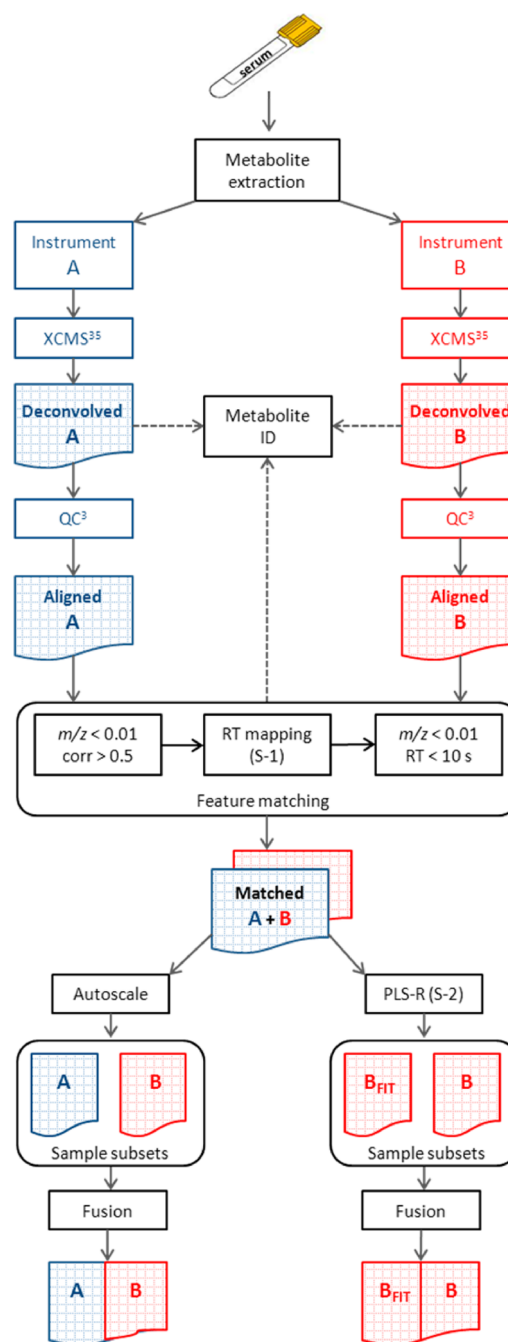 serum
Metabolite
extraction
Instrument
A
Instrument
B
XCMS³⁵
XCMS³⁵
Deconvolved
A
Metabolite
ID
Deconvolved
B
QC³
QC³
Aligned
A
Aligned
B
m/z < 0.01
corr > 0.5
RT mapping
(S-1)
m/z < 0.01
RT < 10 s
Feature matching
Matched
A + B
Autoscale
PLS-R (S-2)
A
B
Sample subsets
B_FIT
B
Sample subsets
Fusion
Fusion
A
B
B_FIT
B